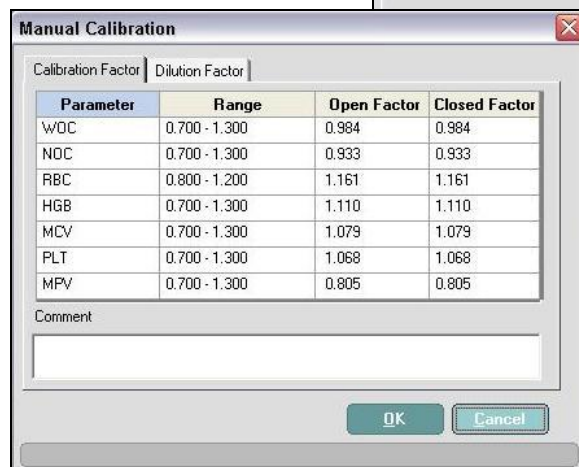 Manual Calibration
Calibration Factor Dilution Factor
Parameter Range Open Factor Closed Factor
WOC 0.700 - 1.300 0.984 0.984
NOC 0.700 - 1.300 0.933 0.933
RBC 0.800 - 1.200 1.161 1.161
HGB 0.700 - 1.300 1.110 1.110
MCV 0.700 - 1.300 1.079 1.079
PLT 0.700 - 1.300 1.068 1.068
MPV 0.700 - 1.300 0.805 0.805
Comment
OK Cancel